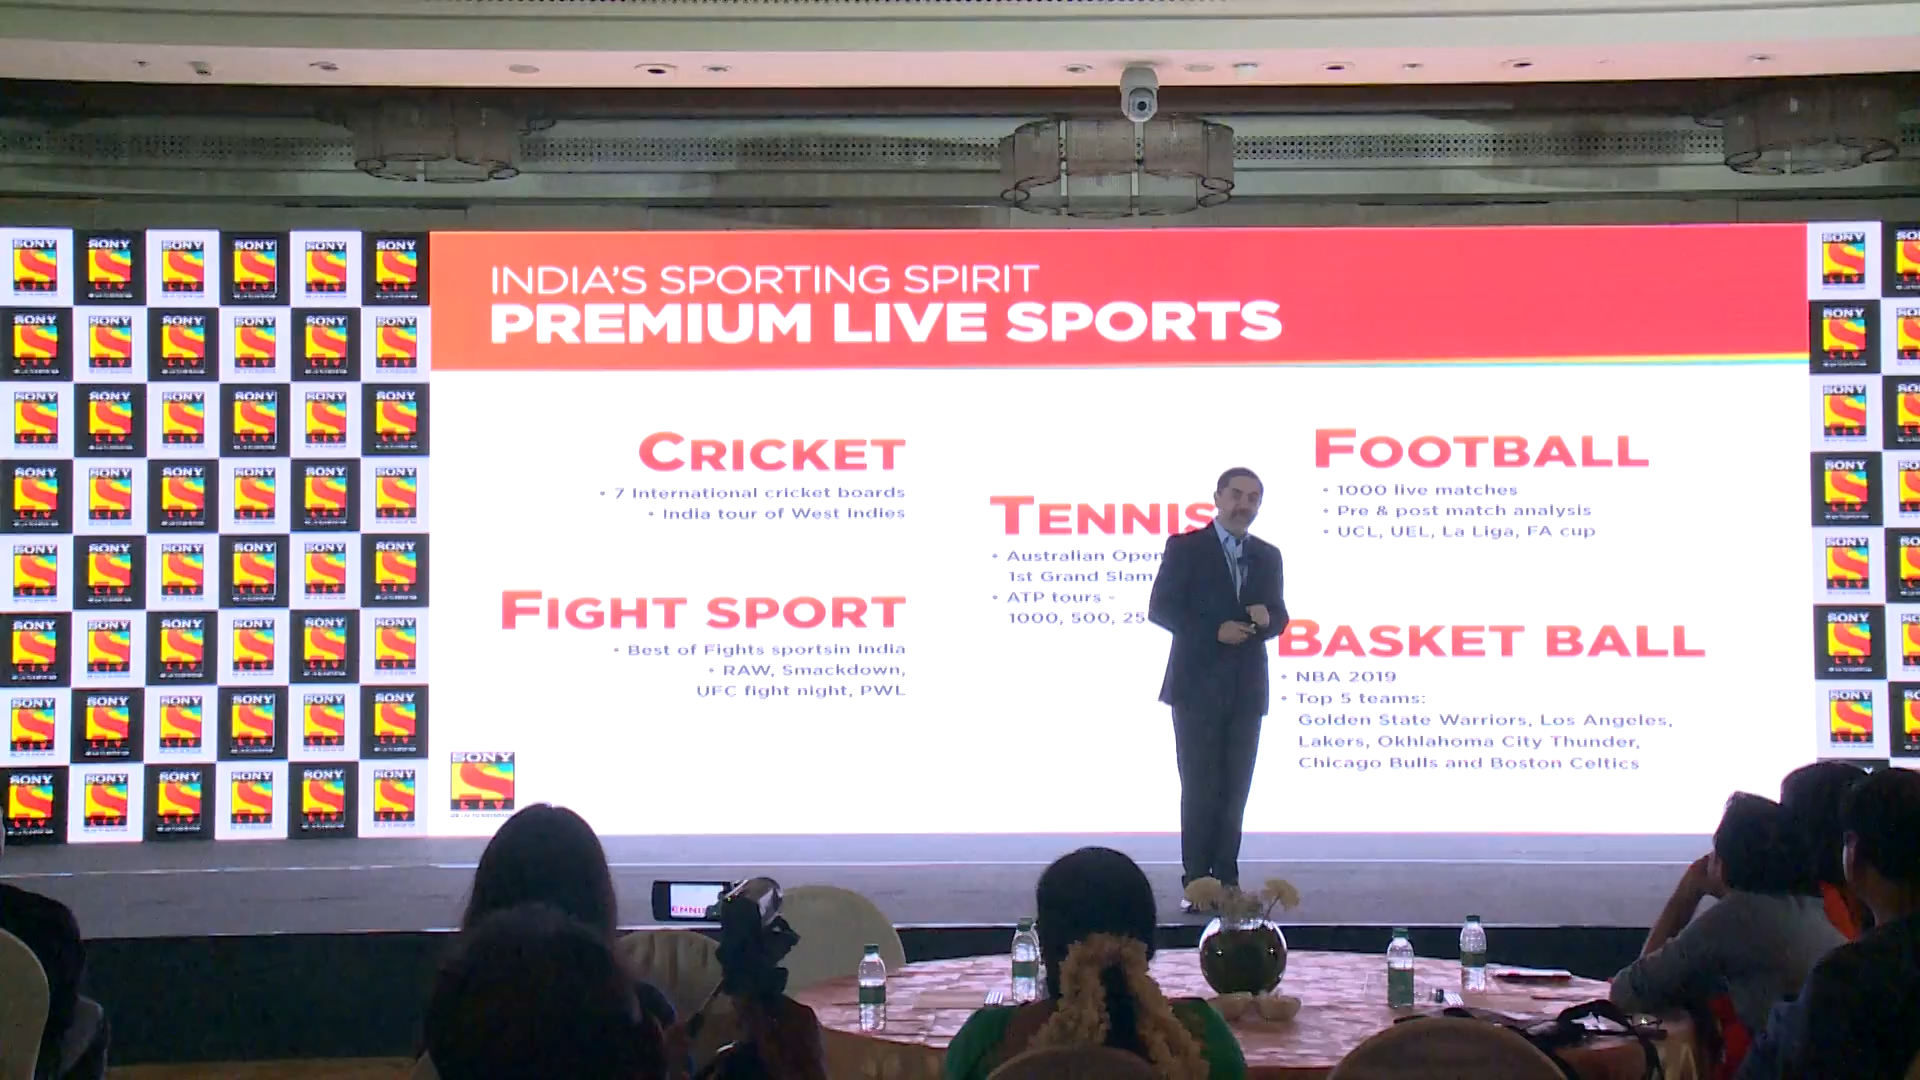 INDIA'S SPORTING SPIRIT
PREMIUM LIVE SPORTS
CRICKET
• 7 International cricket boards
• India tour of West Indies
FIGHT SPORT
• Best of Fights sportsin India
• RAW, Smackdown,
UFC fight night, PWL
TENNIS
• Australian Open
1st Grand Slam
• ATP tours -
1000, 500, 25
FOOTBALL
• 1000 live matches
• Pre & post match analysis
• UCL, UEL, La Liga, FA cup
BASKET BALL
• NBA 2019
• Top 5 teams:
Golden State Warriors, Los Angeles,
Lakers, Okhlahoma City Thunder,
Chicago Bulls and Boston Celtics
SONY
LIV